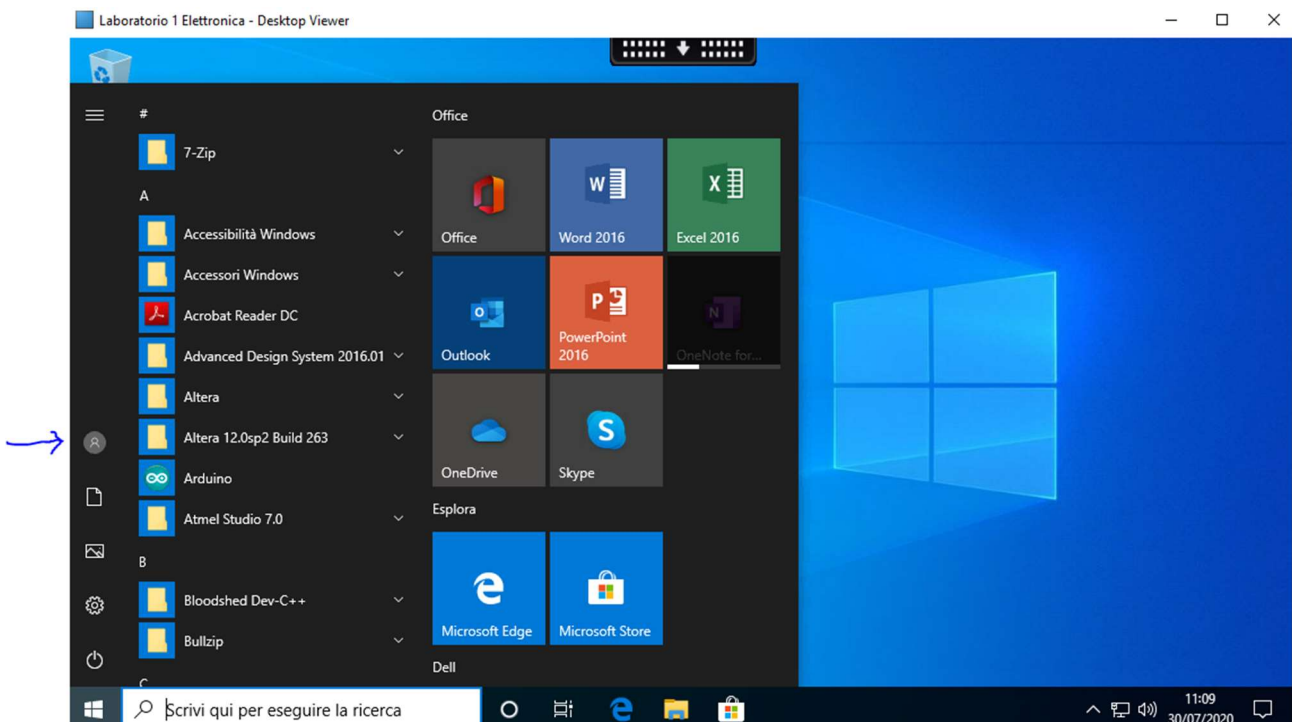 Laboratorio 1 Elettronica - Desktop Viewer
#
7-Zip
A
Accessibilità Windows
Accessori Windows
Acrobat Reader DC
Advanced Design System 2016.01
Altera
Altera 12.0sp2 Build 263
Arduino
Atmel Studio 7.0
B
Bloodshed Dev-C++
Bullzip
C
Office
Office
Word 2016
Excel 2016
Outlook
PowerPoint
2016
OneNote for...
OneDrive
Skype
Esplora
Microsoft Edge
Microsoft Store
Dell
Scrivi qui per eseguire la ricerca
11:09
30/07/2020